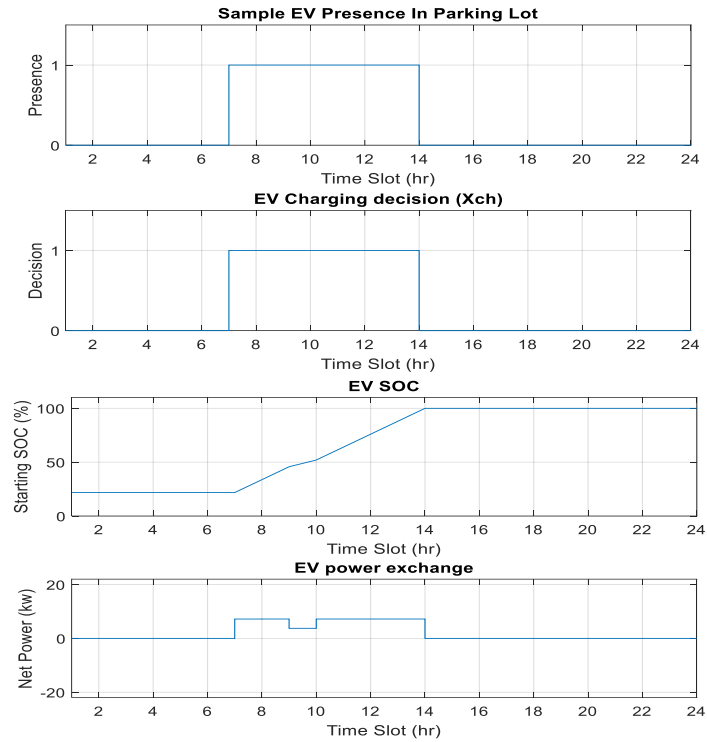 Sample EV Presence In Parking Lot
Presence
1
0
2 4 6 8 10 12 14 16 18 20 22 24
Time Slot (hr)
EV Charging decision (Xch)
Decision
1
0
2 4 6 8 10 12 14 16 18 20 22 24
Time Slot (hr)
EV SOC
Starting SOC (%)
100
50
0
2 4 6 8 10 12 14 16 18 20 22 24
Time Slot (hr)
EV power exchange
Net Power (kw)
20
0
-20
2 4 6 8 10 12 14 16 18 20 22 24
Time Slot (hr)